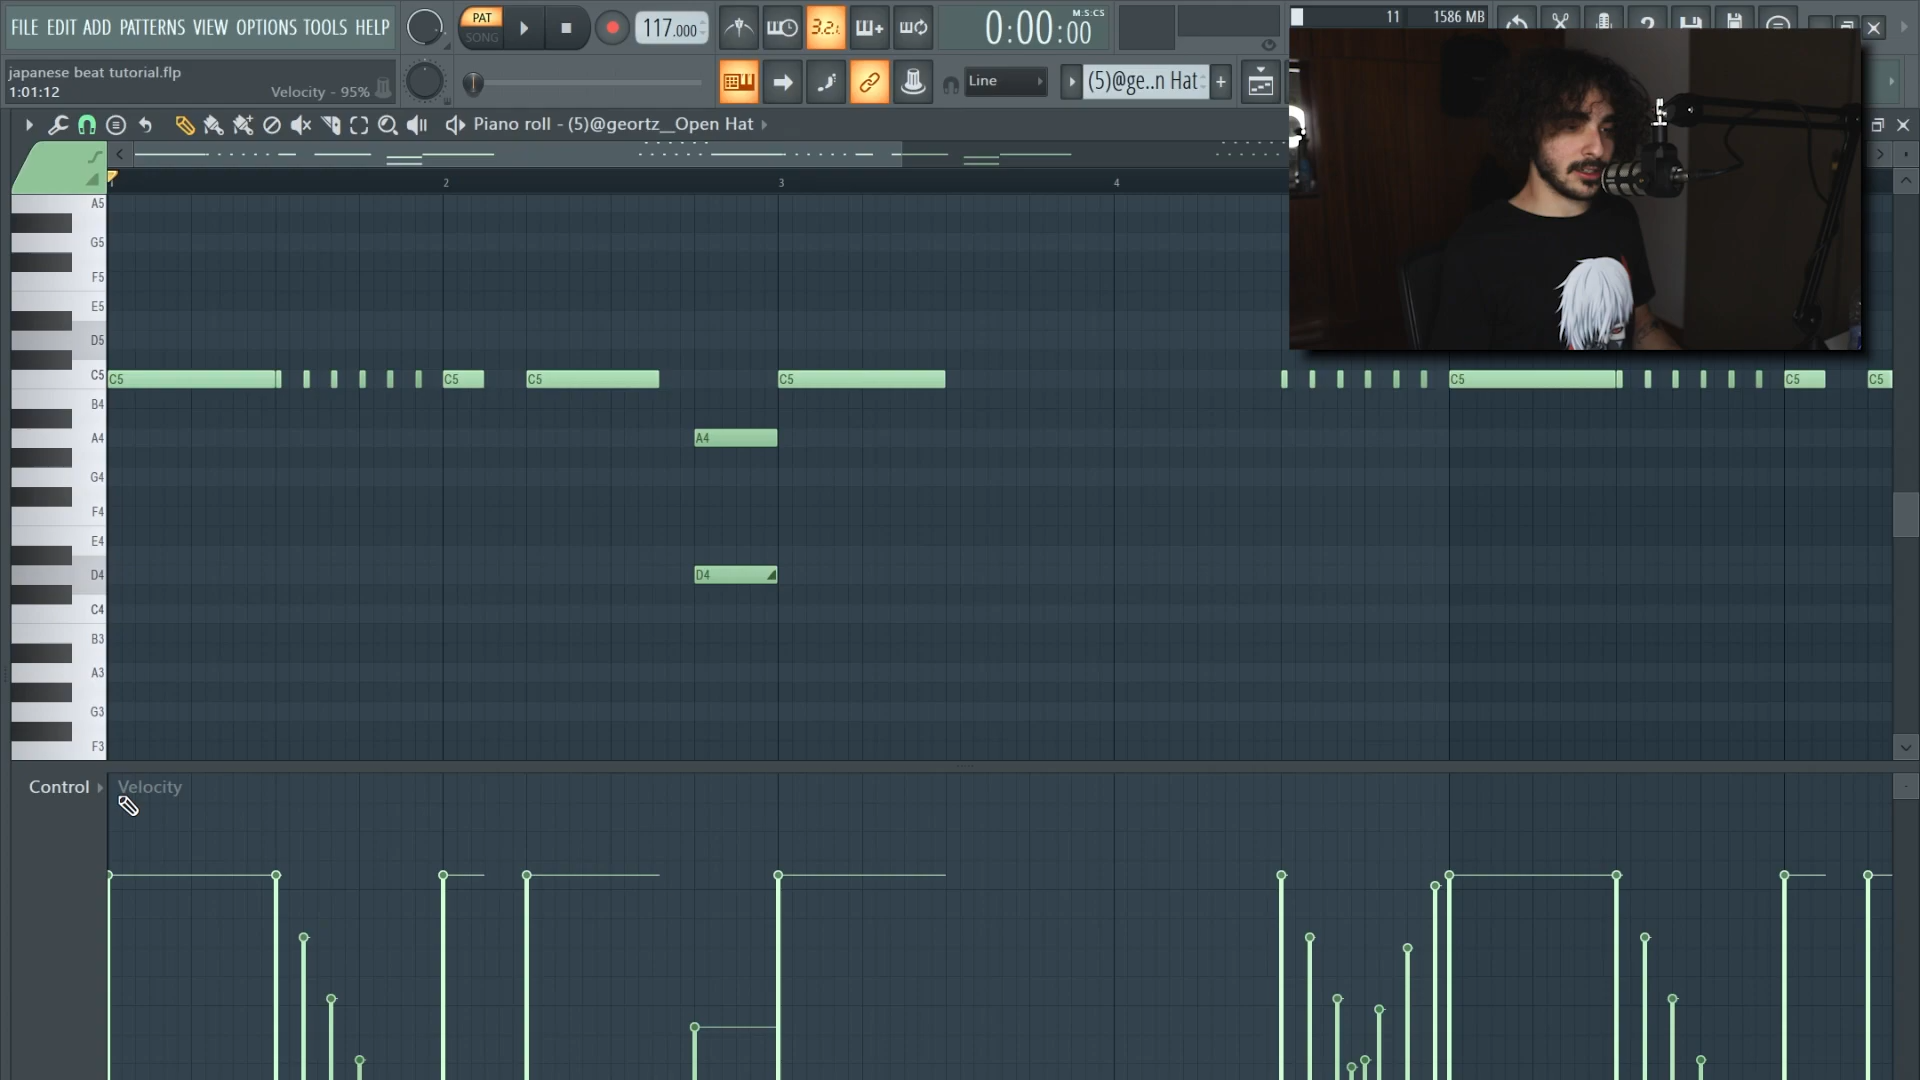 FILE EDIT ADD PATTERNS VIEW OPTIONS TOOLS HELP
PAT
SONG
117.000
3.2.
0:00:00
M:S:CS
11
1586 MB
japanese beat tutorial.flp
1:01:12
Velocity - 95%
Line
(5)@ge..n Hat
Piano roll - (5)@geortz__Open Hat
2
3
4
A5
G5
F5
E5
D5
C5
C5
C5
C5
C5
C5
C5
C5
B4
A4
A4
G4
F4
E4
D4
D4
C4
B3
A3
G3
F3
Control
Velocity